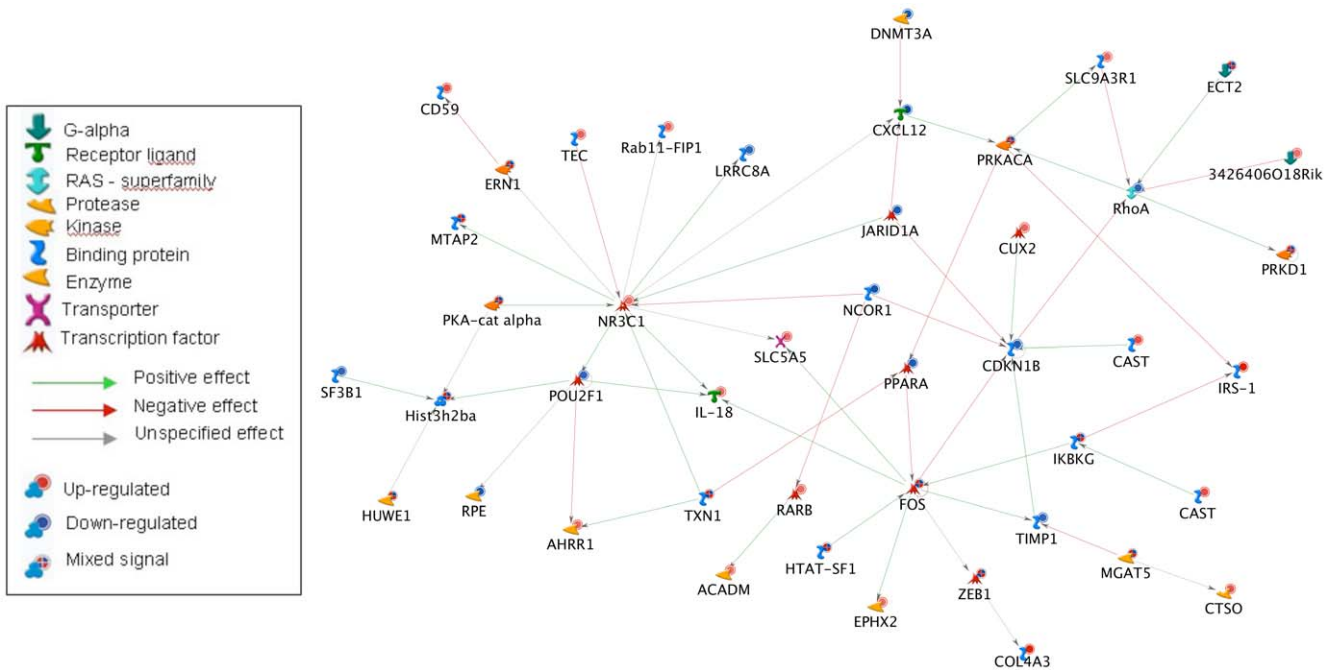 G-alpha
Receptor ligand
RAS - superfamily
Protease
Kinase
Binding protein
Enzyme
Transporter
Transcription factor
Positive effect
Negative effect
Unspecified effect
Up-regulated
Down-regulated
Mixed signal
DNMT3A
SLC9A3R1
ECT2
CD59
CXCL12
TEC
Rab11-FIP1
LRRC8A
PRKACA
3426406O18Rik
ERN1
RhoA
MTAP2
JARID1A
CUX2
PRKD1
NCOR1
PKA-cat alpha
NR3C1
SLC5A5
CDKN1B
CAST
SF3B1
PPARA
IRS-1
Hist3h2ba
POU2F1
IL-18
IKBKG
HUWE1
RPE
TXN1
RARB
FOS
CAST
AHRR1
TIMP1
HTAT-SF1
MGAT5
ACADM
ZEB1
CTSO
EPHX2
COL4A3